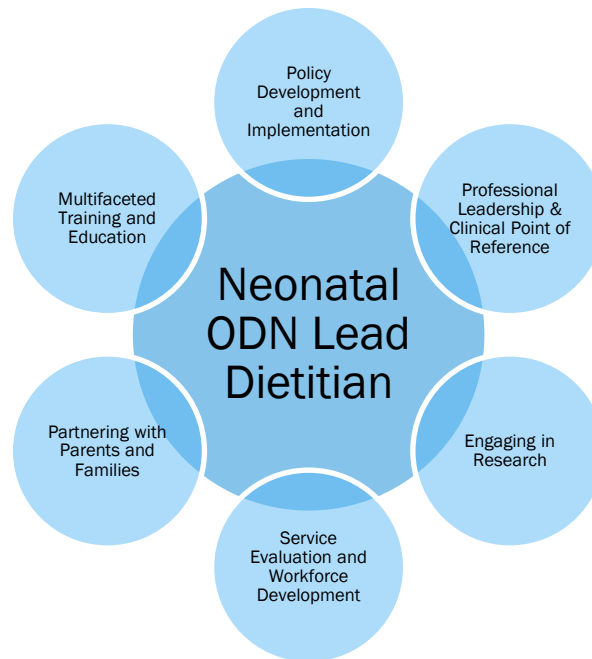 Policy
Development
and
Implementation
Multifaceted
Training and
Education
Professional
Leadership &
Clinical Point of
Reference
Neonatal
ODN Lead
Dietitian
Partnering with
Parents and
Families
Engaging in
Research
Service
Evaluation and
Workforce
Development